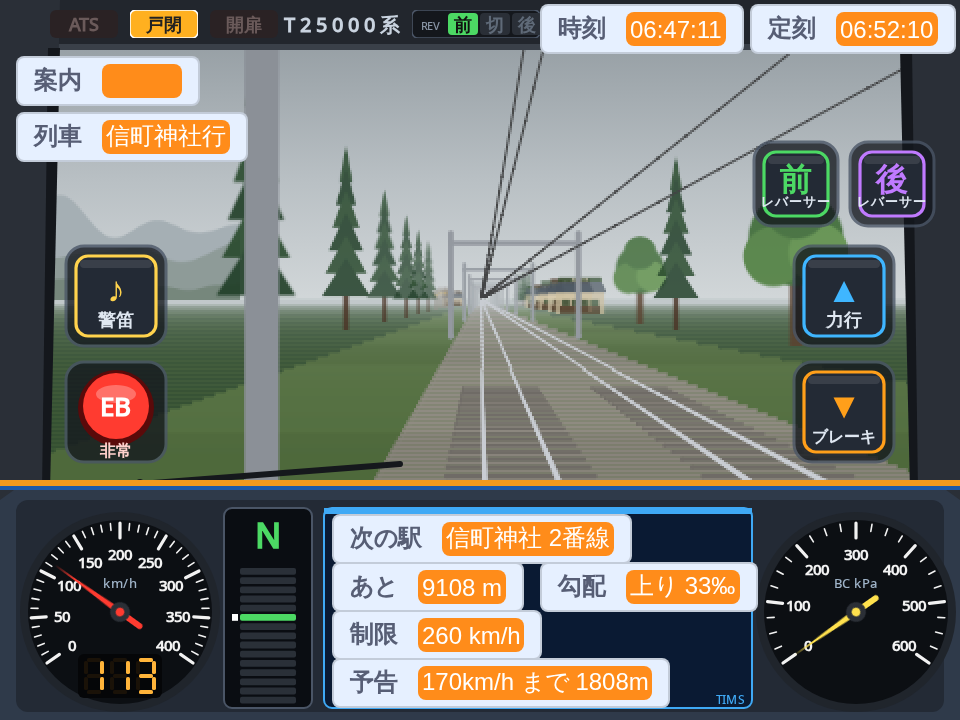 ATS 戸閉 開扉 T25000系 REV 前 切 後
時刻 06:47:11 定刻 06:52:10
案内
列車 信町神社行
前 レバーサー
後 レバーサー
♪ 警笛
▲ 力行
EB 非常
▼ ブレーキ
0 50 100 150 200 250 300 350 400
km/h
113
N
次の駅 信町神社 2番線
あと 9108 m 勾配 上り 33‰
制限 260 km/h
予告 170km/h まで 1808m
TIMS
0 100 200 300 400 500 600
BC kPa